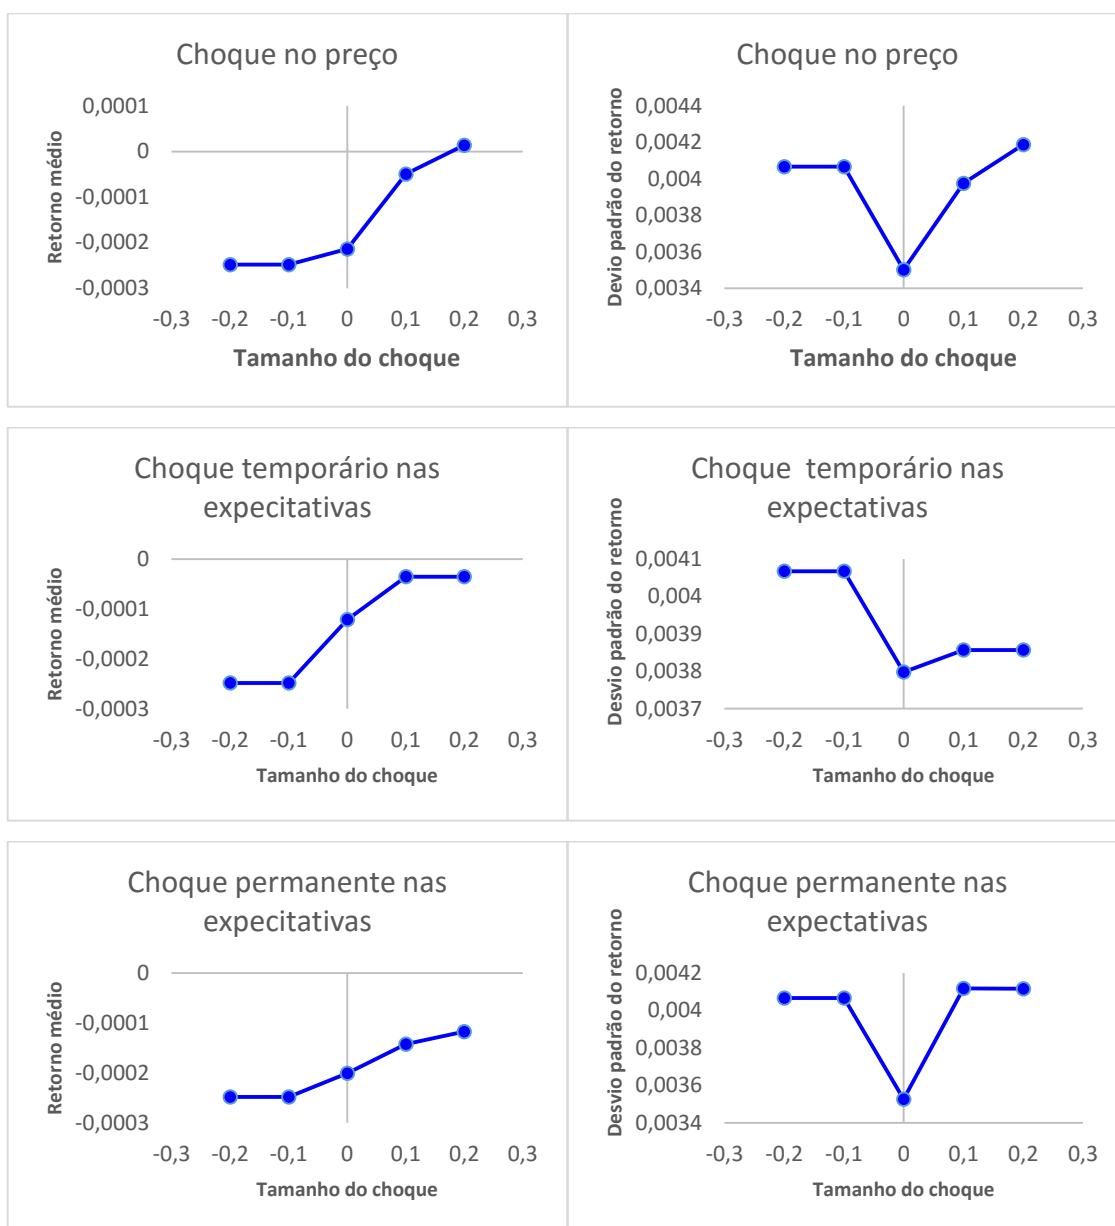 Choque no preço
Retorno médio
0,0001
0
-0,0001
-0,0002
-0,0003
-0,3 -0,2 -0,1 0 0,1 0,2 0,3
Tamanho do choque
Choque no preço
Devio padrão do retorno
0,0044
0,0042
0,004
0,0038
0,0036
0,0034
-0,3 -0,2 -0,1 0 0,1 0,2 0,3
Tamanho do choque
Choque temporário nas
expecitativas
Retorno médio
0
-0,0001
-0,0002
-0,0003
-0,3 -0,2 -0,1 0 0,1 0,2 0,3
Tamanho do choque
Choque temporário nas
expectativas
Desvio padrão do retorno
0,0041
0,004
0,0039
0,0038
0,0037
-0,3 -0,2 -0,1 0 0,1 0,2 0,3
Tamanho do choque
Choque permanente nas
expecitativas
Retorno médio
0
-0,0001
-0,0002
-0,0003
-0,3 -0,2 -0,1 0 0,1 0,2 0,3
Tamanho do choque
Choque permanente nas
expectativas
Desvio padrão do retorno
0,0042
0,004
0,0038
0,0036
0,0034
-0,3 -0,2 -0,1 0 0,1 0,2 0,3
Tamanho do choque